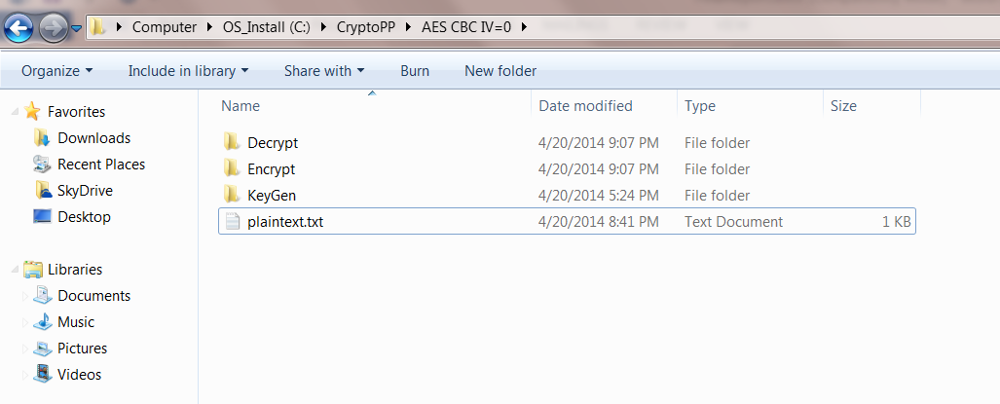 Computer ▸ OS_Install (C:) ▸ CryptoPP ▸ AES CBC IV=0 ▸
Organize Include in library Share with Burn New folder
Name Date modified Type Size
Favorites
Downloads
Recent Places
SkyDrive
Desktop
Libraries
Documents
Music
Pictures
Videos
Decrypt 4/20/2014 9:07 PM File folder
Encrypt 4/20/2014 9:07 PM File folder
KeyGen 4/20/2014 5:24 PM File folder
plaintext.txt 4/20/2014 8:41 PM Text Document 1 KB